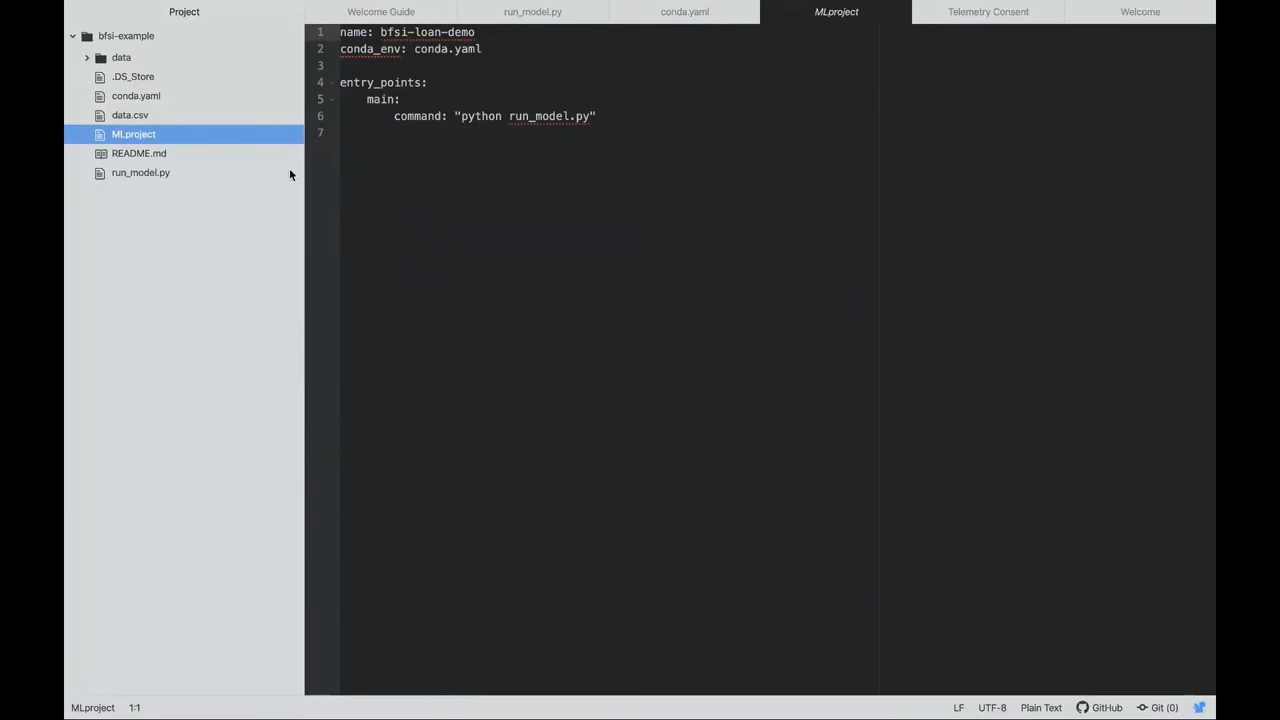 Project
Welcome Guide
run_model.py
conda.yaml
MLproject
Telemetry Consent
Welcome
bfsi-example
data
.DS_Store
conda.yaml
data.csv
MLproject
README.md
run_model.py
1 name: bfsi-loan-demo
2 conda_env: conda.yaml
3
4 entry_points:
5 main:
6 command: "python run_model.py"
7
MLproject 1:1
LF UTF-8 Plain Text GitHub Git (0)